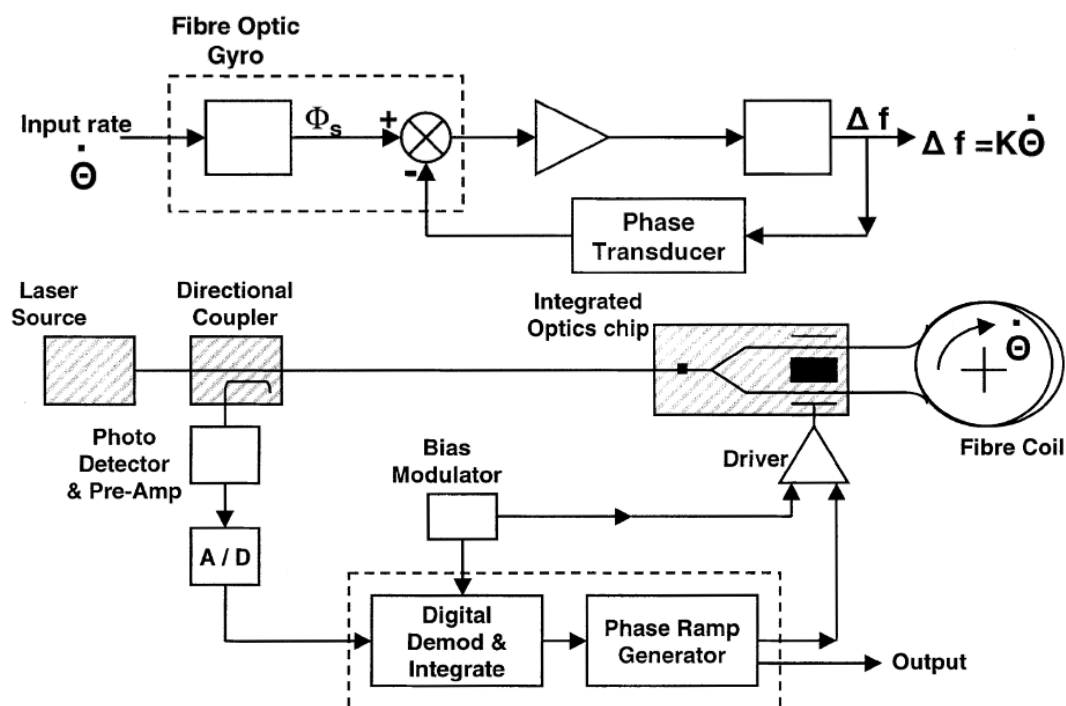 Fibre Optic
Gyro
Input rate
Θ̇
Φs
+
-
Δ f
Δ f =KΘ̇
Phase
Transducer
Laser
Source
Directional
Coupler
Integrated
Optics chip
Θ̇
Photo
Detector
& Pre-Amp
Bias
Modulator
Driver
Fibre Coil
A / D
Digital
Demod &
Integrate
Phase Ramp
Generator
Output